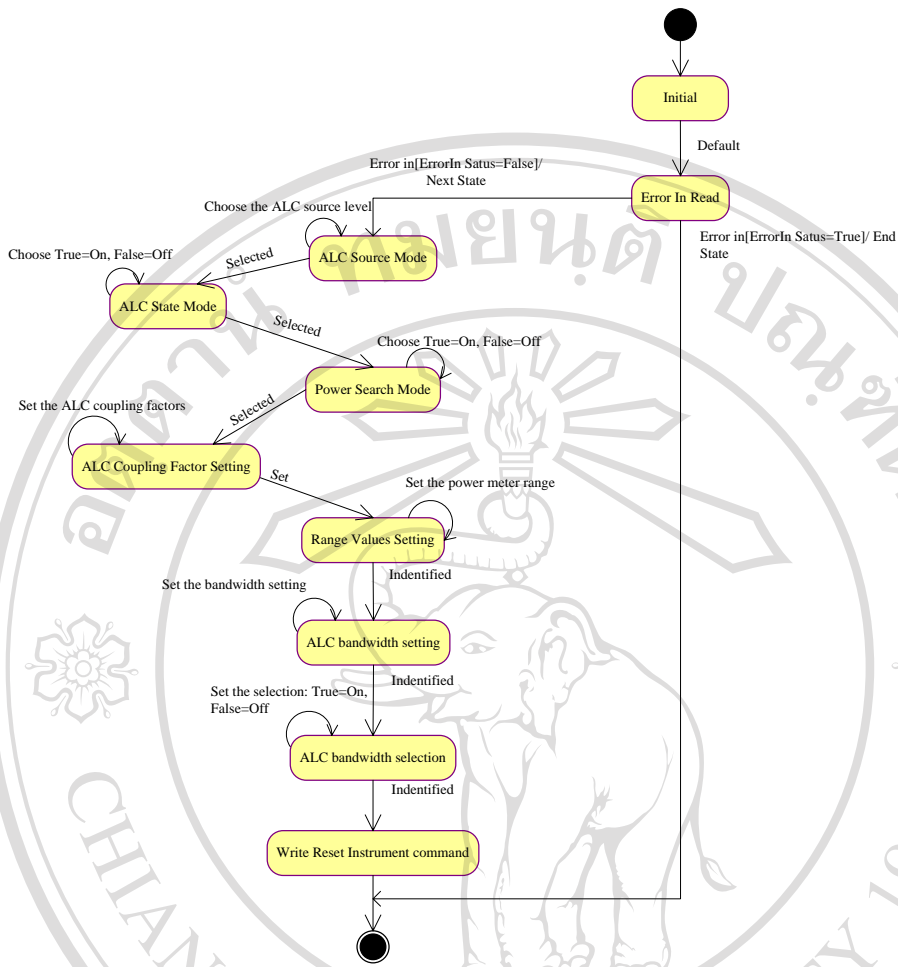 Initial
Default
Error in[ErrorIn Satus=False]/
Next State
Error In Read
Choose the ALC source level
Error in[ErrorIn Satus=True]/ End
State
Choose True=On, False=Off
Selected
ALC Source Mode
ALC State Mode
Selected
Choose True=On, False=Off
Power Search Mode
Set the ALC coupling factors
Selected
ALC Coupling Factor Setting
Set
Set the power meter range
Range Values Setting
Indentified
Set the bandwidth setting
ALC bandwidth setting
Indentified
Set the selection: True=On,
False=Off
ALC bandwidth selection
Indentified
Write Reset Instrument command